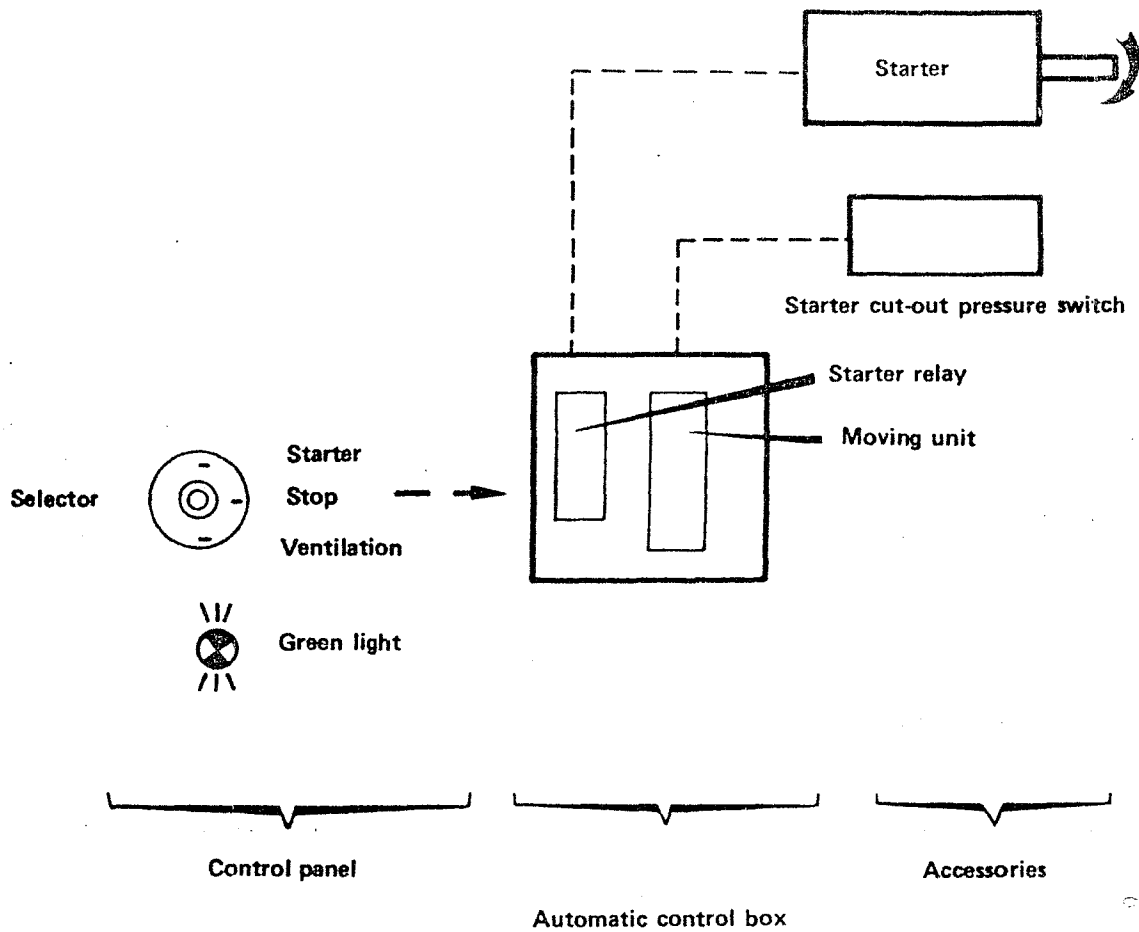 Starter
Starter cut-out pressure switch
Starter relay
Moving unit
Starter
Selector
Stop
Ventilation
Green light
Control panel
Accessories
Automatic control box